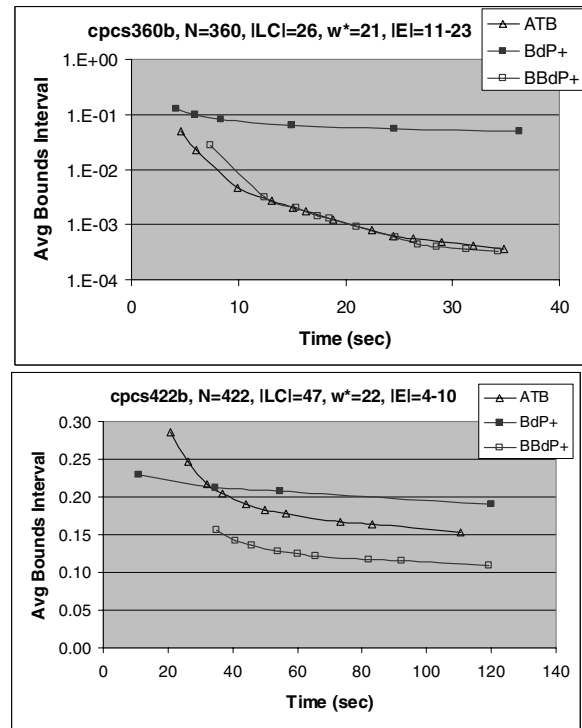 cpcs360b, N=360, |LC|=26, w*=21, |E|=11-23
ATB
BdP+
BBdP+
Avg Bounds Interval
1.E+00
1.E-01
1.E-02
1.E-03
1.E-04
0 10 20 30 40
Time (sec)
cpcs422b, N=422, |LC|=47, w*=22, |E|=4-10
ATB
BdP+
BBdP+
Avg Bounds Interval
0.30
0.25
0.20
0.15
0.10
0.05
0.00
0 20 40 60 80 100 120 140
Time (sec)